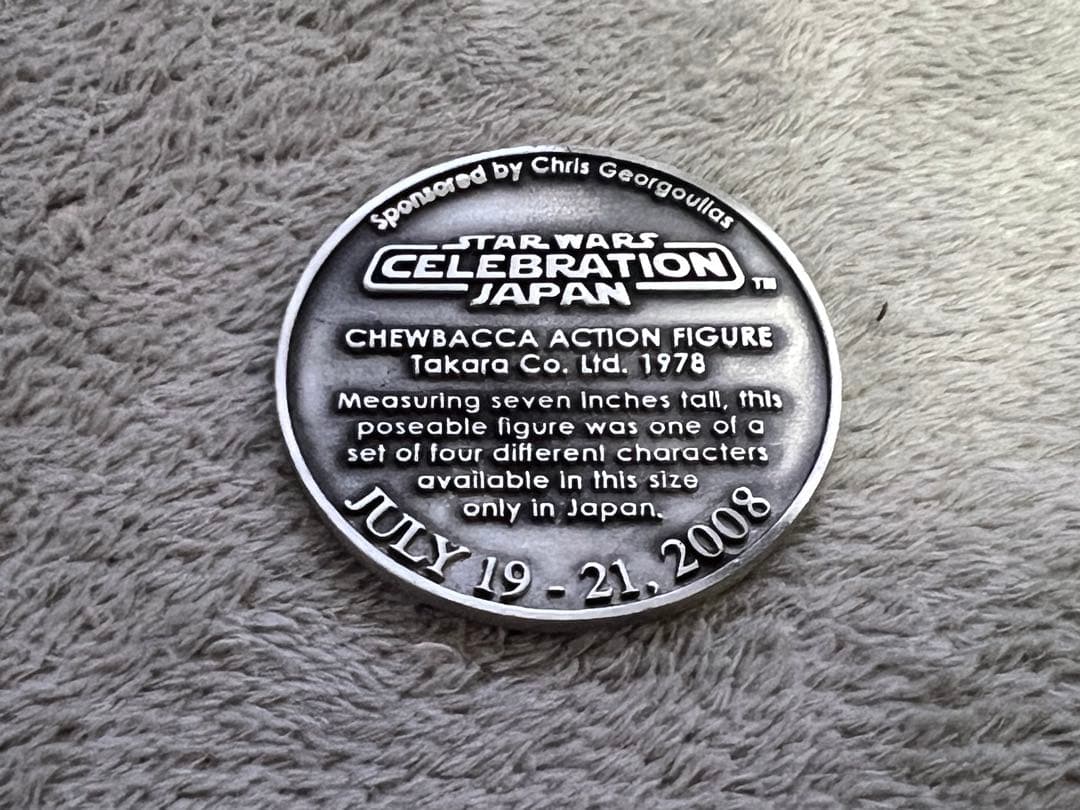 Sponsored by Chris Georgoulias
STAR WARS
CELEBRATION
JAPAN ™
CHEWBACCA ACTION FIGURE
Takara Co. Ltd. 1978
Measuring seven inches tall, this
poseable figure was one of a
set of four different characters
available in this size
only in Japan.
JULY 19 - 21, 2008